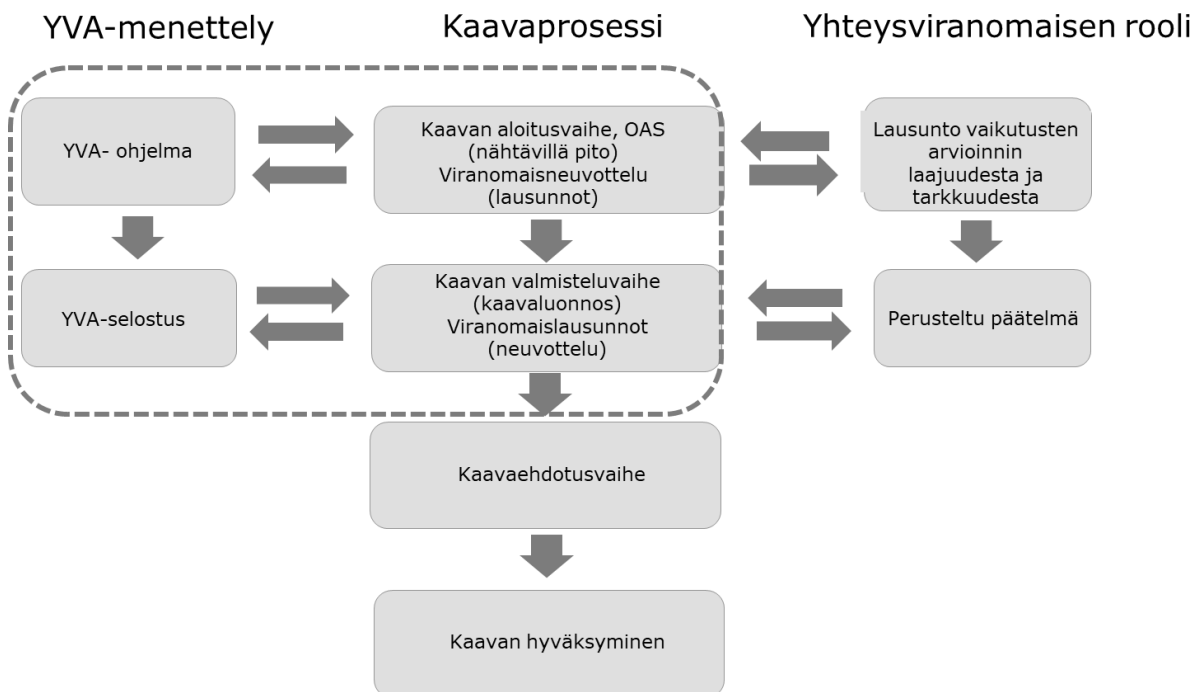 YVA-menettely
Kaavaprosessi
Yhteysviranomaisen rooli
YVA- ohjelma
Kaavan aloitusvaihe, OAS
(nähtävillä pito)
Viranomaisneuvottelu
(lausunnot)
Lausunto vaikutusten
arvioinnin
laajuudesta ja
tarkkuudesta
YVA-selostus
Kaavan valmisteluvaihe
(kaavaluonnos)
Viranomaislausunnot
(neuvottelu)
Perusteltu päätelmä
Kaavaehdotusvaihe
Kaavan hyväksyminen